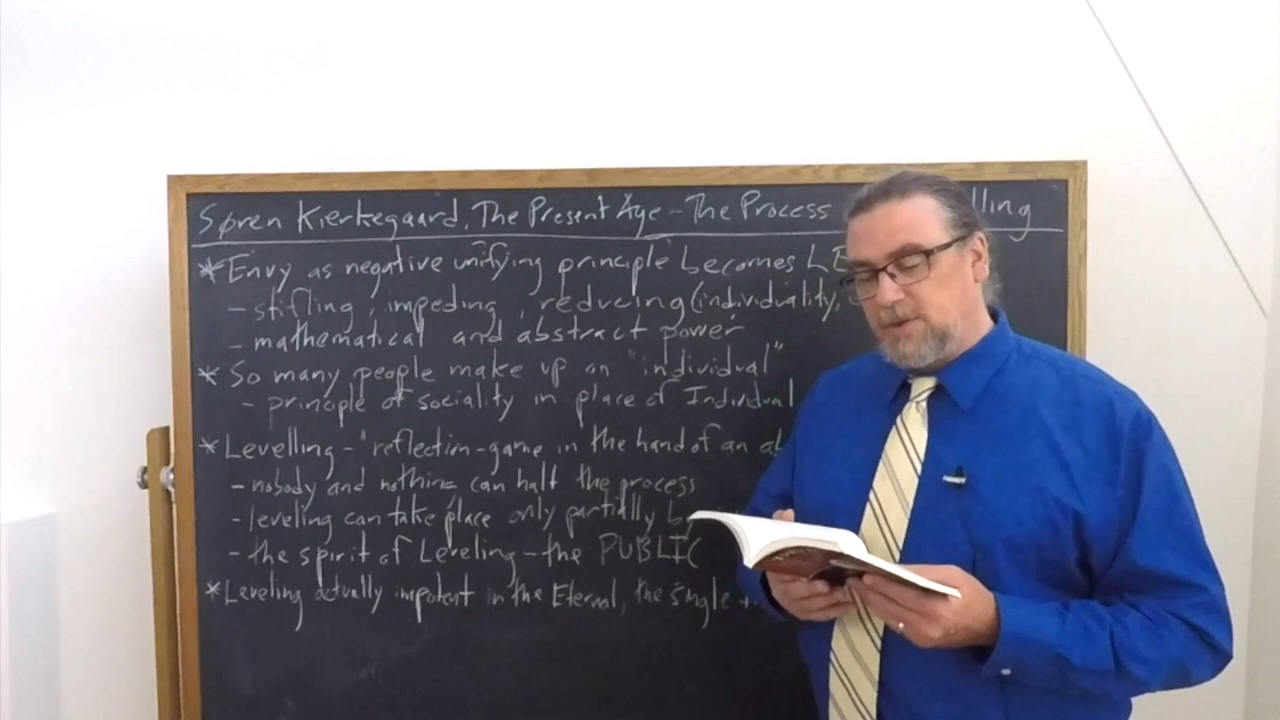 Søren Kierkegaard, The Present Age - The Process lling
* Envy as negative unifying principle becomes LE
- stifling, impeding, reducing (individuality,
- mathematical and abstract power
* So many people make up an "individual"
- principle of sociality in place of Individual
* Levelling - "reflection-game in the hand of an
- nobody and nothing can halt the process
- leveling can take place only partially
- the spirit of Leveling - the PUBLIC
* Leveling actually impotent in the Eternal, the single